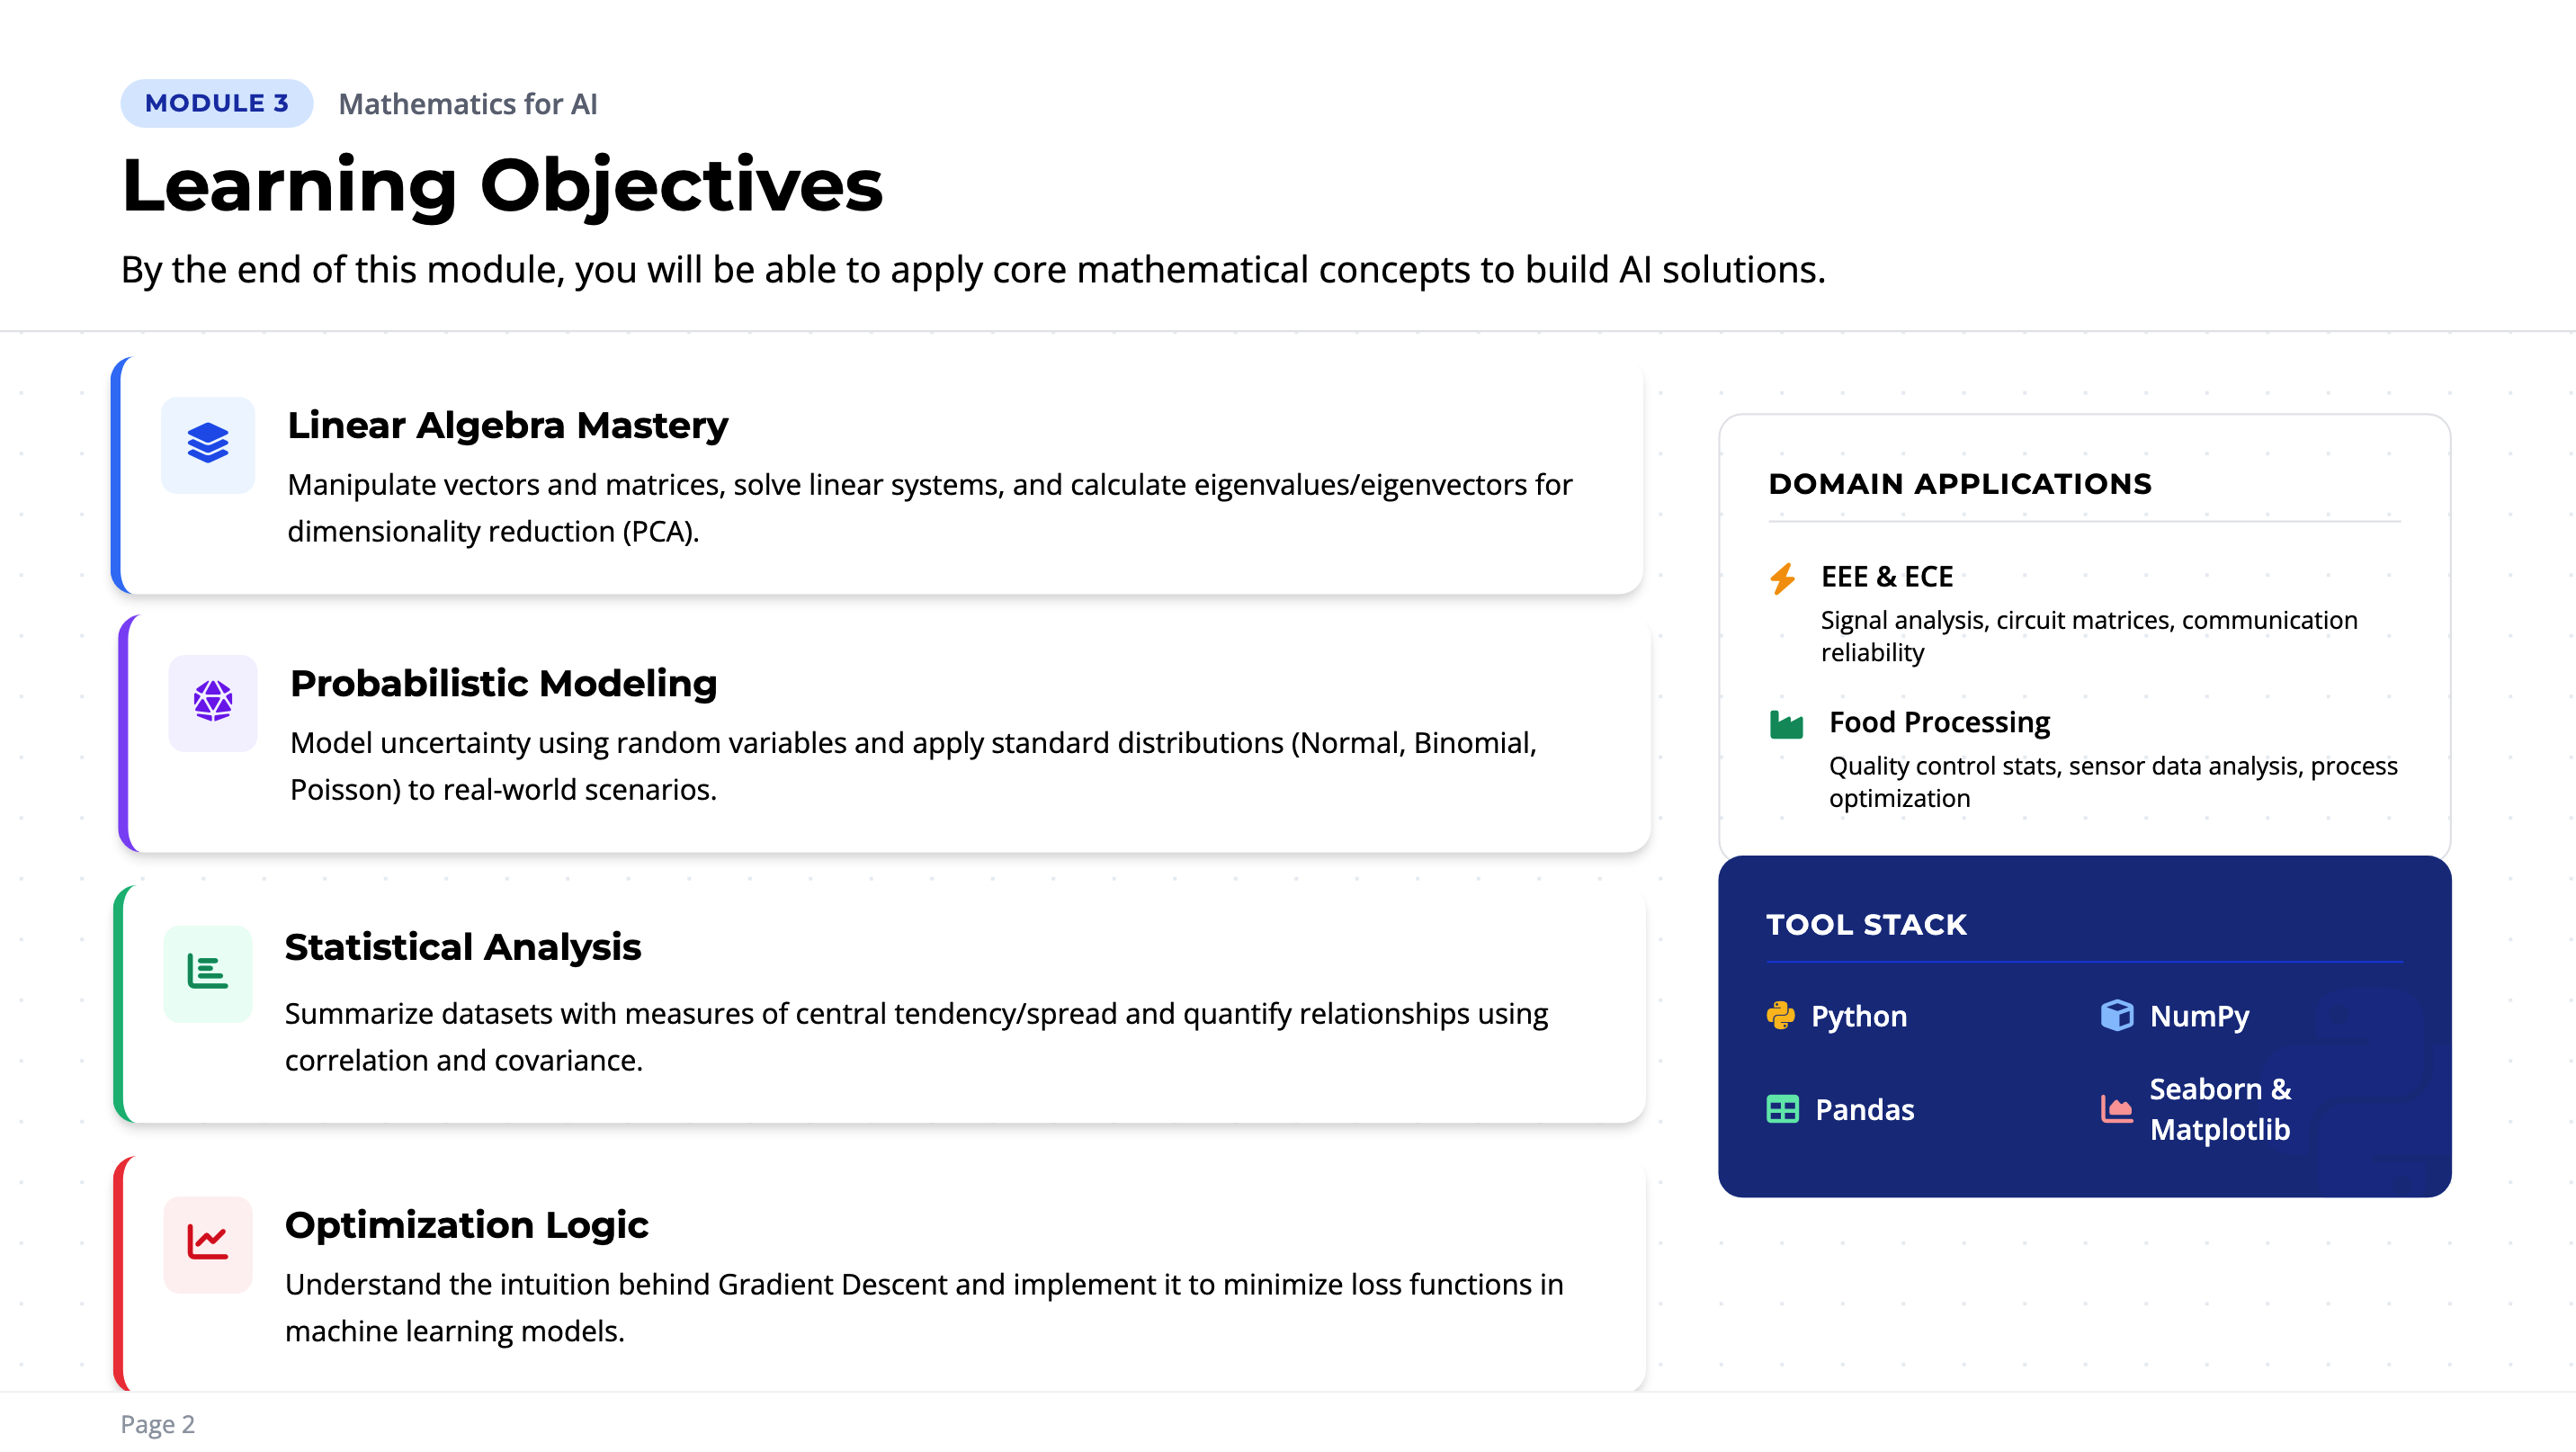 MODULE 3 Mathematics for AI
Learning Objectives
By the end of this module, you will be able to apply core mathematical concepts to build AI solutions.
Linear Algebra Mastery
Manipulate vectors and matrices, solve linear systems, and calculate eigenvalues/eigenvectors for
dimensionality reduction (PCA).
Probabilistic Modeling
Model uncertainty using random variables and apply standard distributions (Normal, Binomial,
Poisson) to real-world scenarios.
Statistical Analysis
Summarize datasets with measures of central tendency/spread and quantify relationships using
correlation and covariance.
Optimization Logic
Understand the intuition behind Gradient Descent and implement it to minimize loss functions in
machine learning models.
DOMAIN APPLICATIONS
EEE & ECE
Signal analysis, circuit matrices, communication
reliability
Food Processing
Quality control stats, sensor data analysis, process
optimization
TOOL STACK
Python
NumPy
Pandas
Seaborn &
Matplotlib
Page 2